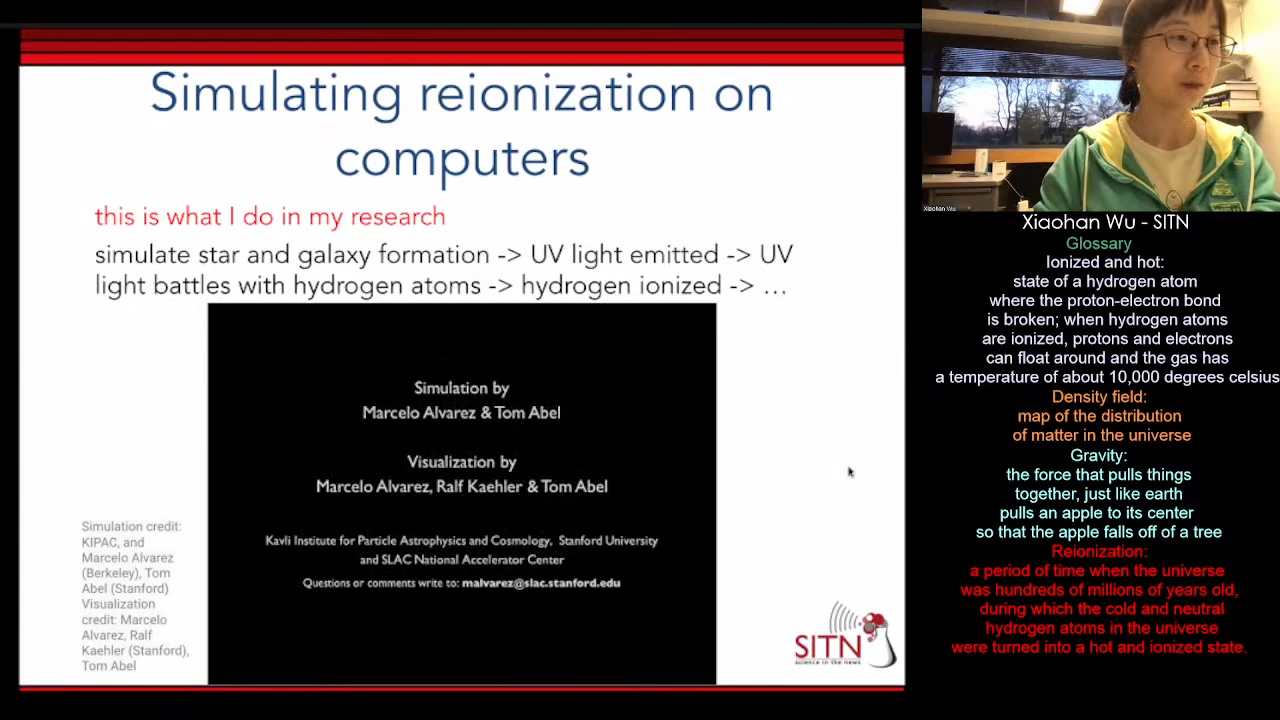 Simulating reionization on
computers
this is what I do in my research
simulate star and galaxy formation -> UV light emitted -> UV
light battles with hydrogen atoms -> hydrogen ionized -> …
Simulation by
Marcelo Alvarez & Tom Abel
Visualization by
Marcelo Alvarez, Ralf Kaehler & Tom Abel
Kavli Institute for Particle Astrophysics and Cosmology, Stanford University
and SLAC National Accelerator Center
Questions or comments write to: malvarez@slac.stanford.edu
Simulation credit:
KIPAC, and
Marcelo Alvarez
(Berkeley), Tom
Abel (Stanford)
Visualization
credit: Marcelo
Alvarez, Ralf
Kaehler (Stanford),
Tom Abel
SITN
science in the news
Xiaohan Wu
Xiaohan Wu - SITN
Glossary
Ionized and hot:
state of a hydrogen atom
where the proton-electron bond
is broken; when hydrogen atoms
are ionized, protons and electrons
can float around and the gas has
a temperature of about 10,000 degrees celsius
Density field:
map of the distribution
of matter in the universe
Gravity:
the force that pulls things
together, just like earth
pulls an apple to its center
so that the apple falls off of a tree
Reionization:
a period of time when the universe
was hundreds of millions of years old,
during which the cold and neutral
hydrogen atoms in the universe
were turned into a hot and ionized state.